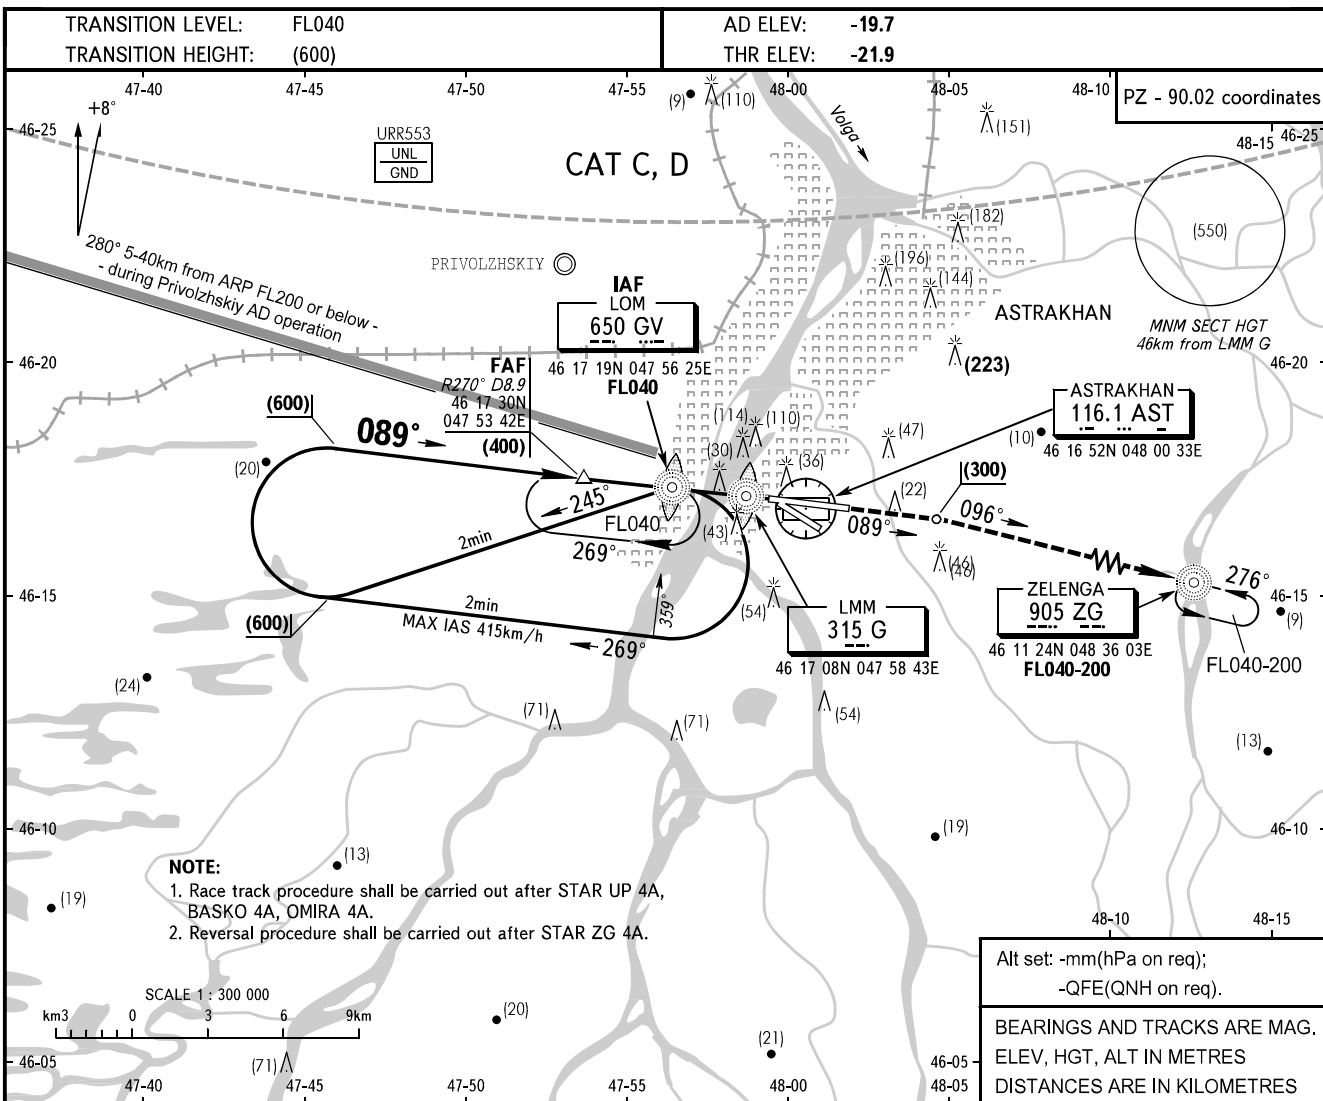 TRANSITION LEVEL: FL040
TRANSITION HEIGHT: (600)
AD ELEV: -19.7
THR ELEV: -21.9
47-40 47-45 47-50 47-55 48-00 48-05 48-10
PZ - 90.02 coordinates
48-15 46-25
46-25
+8°
URR553
UNL
GND
CAT C, D
(9)
(110)
Volga
(151)
(182)
(550)
280° 5-40km from ARP FL200 or below -
- during Privolzhskiy AD operation
PRIVOLZHSKIY
(196)
(144)
ASTRAKHAN
MNM SECT HGT
46km from LMM G
IAF
LOM
650 GV
46 17 19N 047 56 25E
FL040
46-20
46-20
(223)
FAF
R270° D8.9
46 17 30N
047 53 42E
(400)
ASTRAKHAN
116.1 AST
46 16 52N 048 00 33E
(600)
089°
(20)
(114)
(110)
(30)
(36)
(47)
(10)
(300)
(22)
245°
FL040
269°
(43)
089°
096°
2min
(46)
(46)
276°
46-15
46-15
(600)
2min
MAX IAS 415km/h
269°
359°
(54)
LMM
315 G
46 17 08N 047 58 43E
ZELENGA
905 ZG
46 11 24N 048 36 03E
FL040-200
(9)
FL040-200
(24)
(71)
(71)
(54)
(13)
46-10
46-10
(13)
(19)
(19)
NOTE:
1. Race track procedure shall be carried out after STAR UP 4A,
BASKO 4A, OMIRA 4A.
2. Reversal procedure shall be carried out after STAR ZG 4A.
48-10 48-15
Alt set: -mm(hPa on req);
-QFE(QNH on req).
SCALE 1 : 300 000
km3 0 3 6 9km
(20)
(21)
(71)
BEARINGS AND TRACKS ARE MAG.
ELEV, HGT, ALT IN METRES
DISTANCES ARE IN KILOMETRES
46-05
46-05
47-40 47-45 47-50 47-55 48-00 48-05